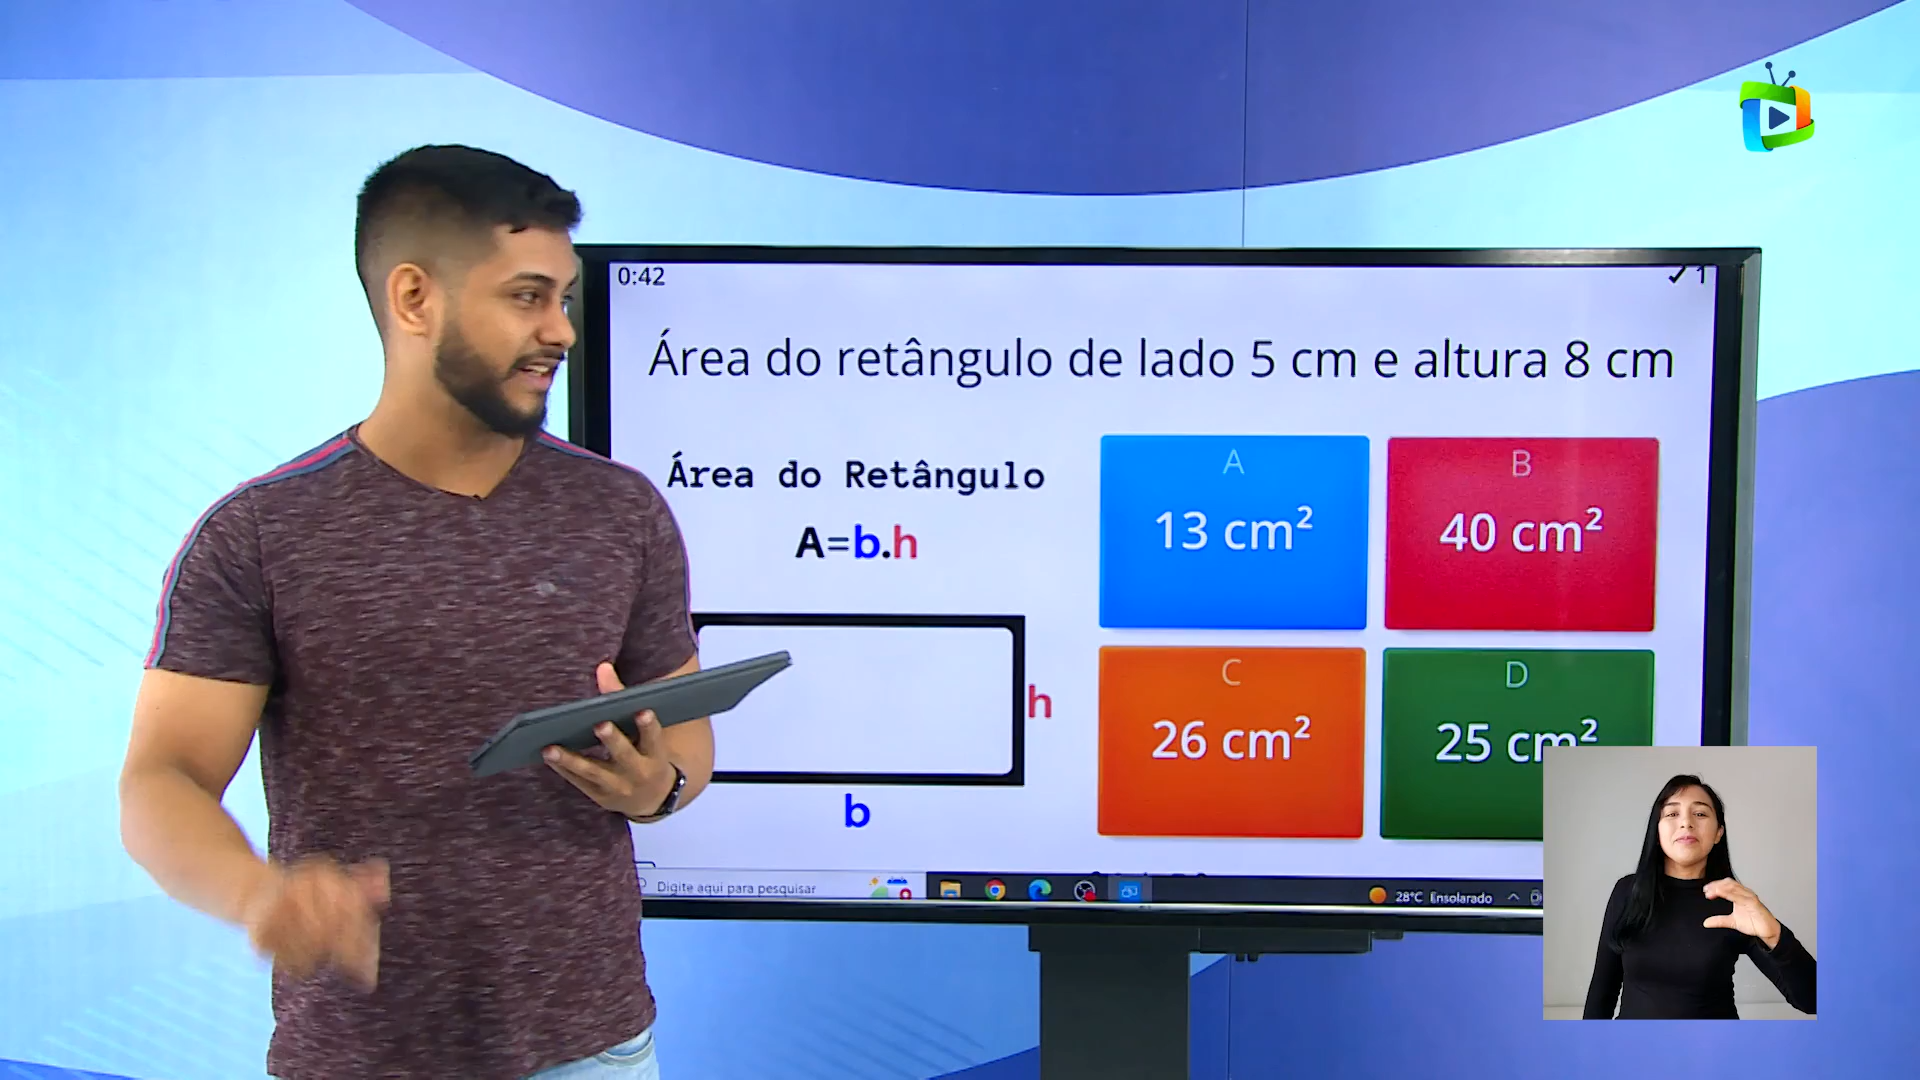 0:42
✓ 1
Área do retângulo de lado 5 cm e altura 8 cm
Área do Retângulo
A=b.h
h
b
A
13 cm²
B
40 cm²
C
26 cm²
D
25 cm²
Digite aqui para pesquisar
28°C Ensolarado